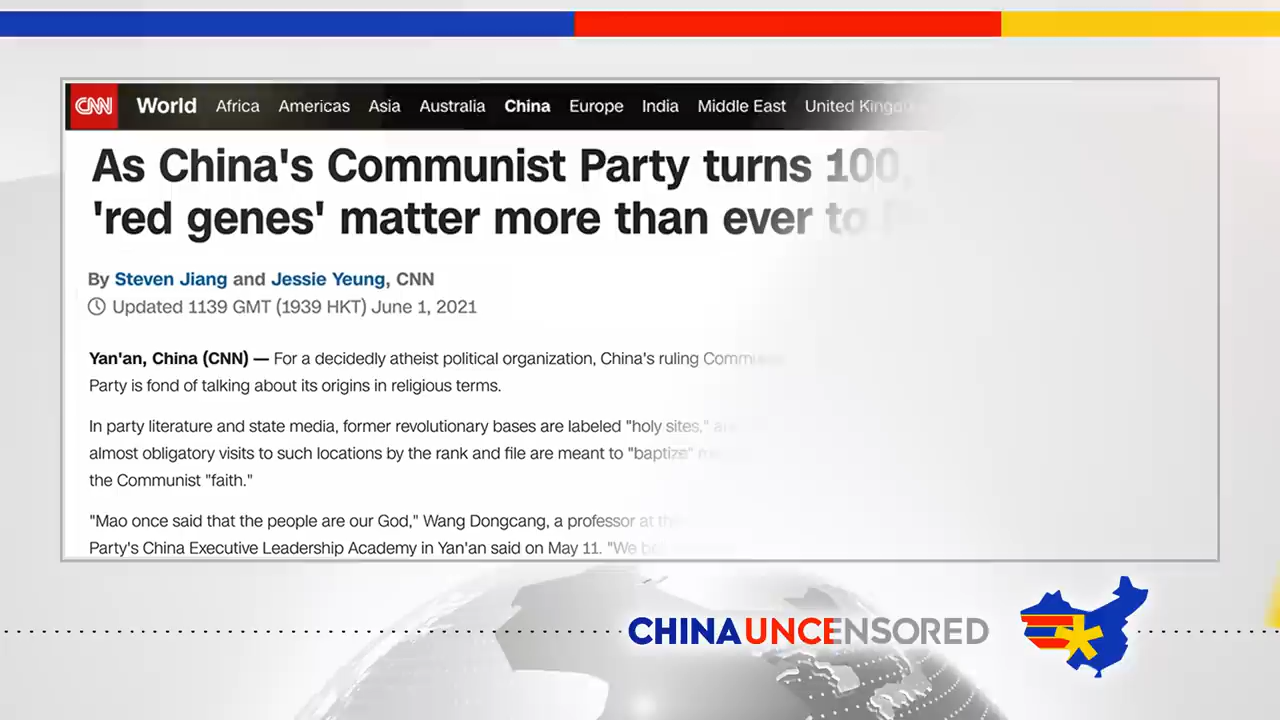 CNN World Africa Americas Asia Australia China Europe India Middle East United
As China's Communist Party turns 100,
'red genes' matter more than ever to
By Steven Jiang and Jessie Yeung, CNN
Updated 1139 GMT (1939 HKT) June 1, 2021
Yan'an, China (CNN) — For a decidedly atheist political organization, China's ruling
Party is fond of talking about its origins in religious terms.
In party literature and state media, former revolutionary bases are labeled "holy sites,"
almost obligatory visits to such locations by the rank and file are meant to "baptize"
the Communist "faith."
"Mao once said that the people are our God," Wang Dongcang, a professor at
Party's China Executive Leadership Academy in Yan'an said on May 11. "We
CHINA UNCENSORED